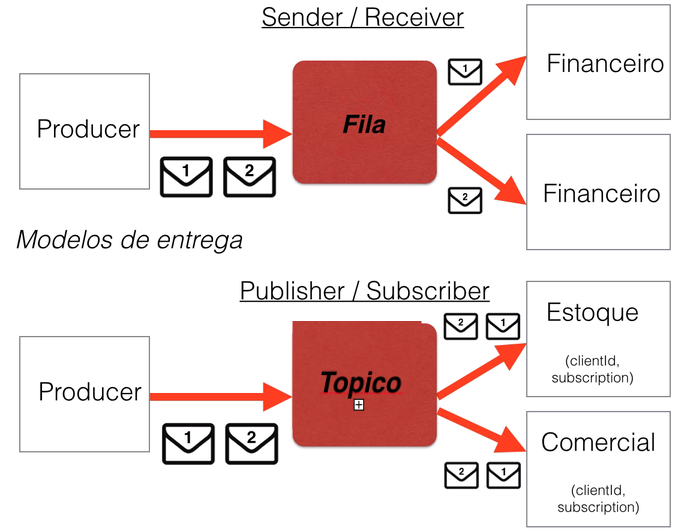 Sender / Receiver
Producer
1
2
Fila
1
2
Financeiro
Financeiro
Modelos de entrega
Publisher / Subscriber
Producer
1
2
Topico
2
1
2
1
Estoque
(clientId,
subscription)
Comercial
(clientId,
subscription)